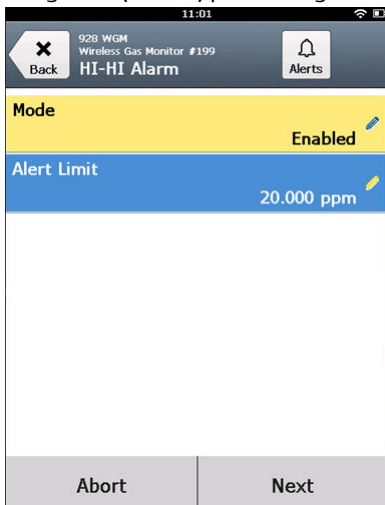 11:01
928 WGM
Wireless Gas Monitor #199
HI-HI Alarm
Back
Alerts
Mode
Enabled
Alert Limit
20.000 ppm
Abort
Next